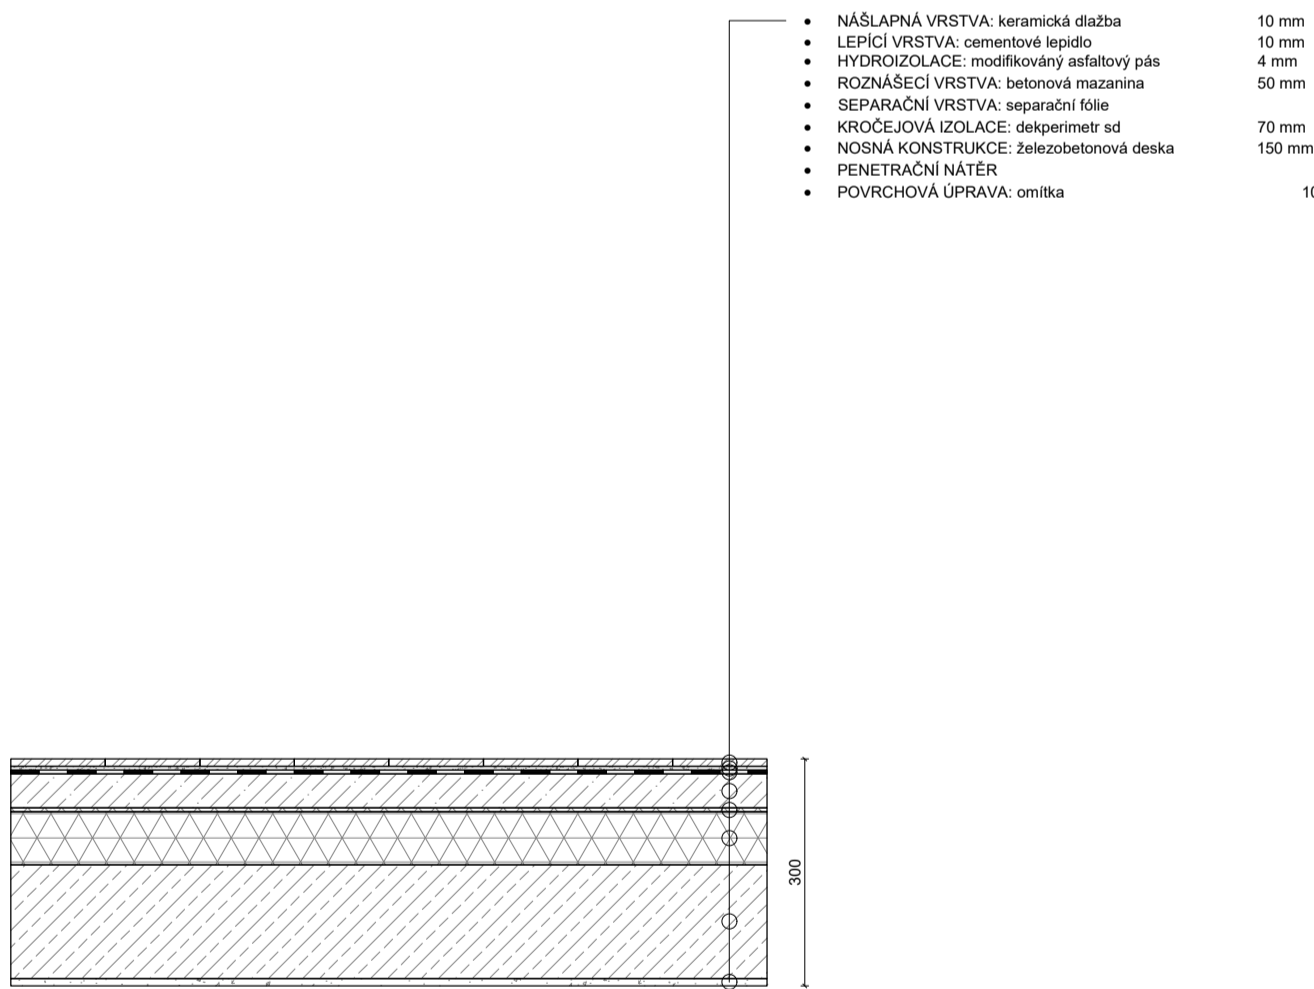 • NÁŠLAPNÁ VRSTVA: keramická dlažba 10 mm
• LEPÍCÍ VRSTVA: cementové lepidlo 10 mm
• HYDROIZOLACE: modifikováný asfaltový pás 4 mm
• ROZNÁŠECÍ VRSTVA: betonová mazanina 50 mm
• SEPARAČNÍ VRSTVA: separační fólie
• KROČEJOVÁ IZOLACE: dekperimetr sd 70 mm
• NOSNÁ KONSTRUKCE: železobetonová deska 150 mm
• PENETRAČNÍ NÁTĚR
• POVRCHOVÁ ÚPRAVA: omítka
300